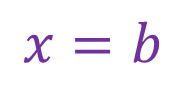 x = b